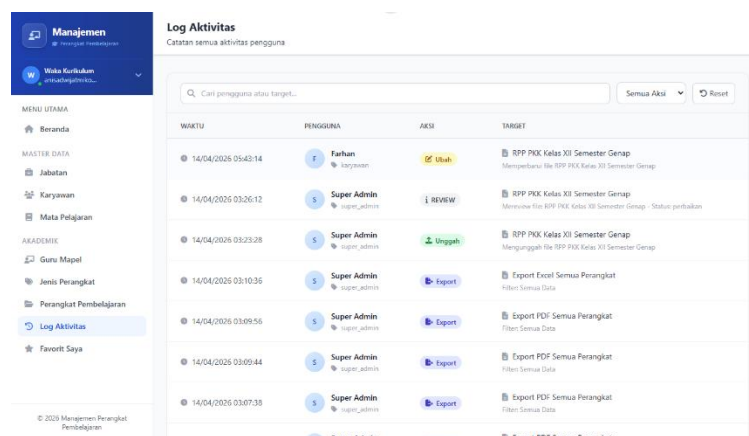 Manajemen
Perangkat Pembelajaran
W
Waka Kurikulum
MENU UTAMA
Beranda
MASTER DATA
Jabatan
Karyawan
Mata Pelajaran
AKADEMIK
Guru Mapel
Jenis Perangkat
Perangkat Pembelajaran
Log Aktivitas
Favorit Saya
© 2026 Manajemen Perangkat
Pembelajaran
Log Aktivitas
Catatan semua aktivitas pengguna
Cari pengguna atau target...
Semua Aksi
Reset
WAKTU PENGGUNA AKSI TARGET
14/04/2026 05:43:14 F Farhan Ubah RPP PKK Kelas XII Semester Genap
karyawan Memperbarui file RPP PKK Kelas XII Semester Genap
14/04/2026 03:26:12 S Super Admin i REVIEW RPP PKK Kelas XII Semester Genap
super_admin Mereview file RPP PKK Kelas XII Semester Genap - Status: perbaikan
14/04/2026 03:23:28 S Super Admin Unggah RPP PKK Kelas XII Semester Genap
super_admin Mengunggah file RPP PKK Kelas XII Semester Genap
14/04/2026 03:10:36 S Super Admin Export Export Excel Semua Perangkat
super_admin Filter: Semua Data
14/04/2026 03:09:56 S Super Admin Export Export PDF Semua Perangkat
super_admin Filter: Semua Data
14/04/2026 03:09:44 S Super Admin Export Export PDF Semua Perangkat
super_admin Filter: Semua Data
14/04/2026 03:07:38 S Super Admin Export Export PDF Semua Perangkat
super_admin Filter: Semua Data